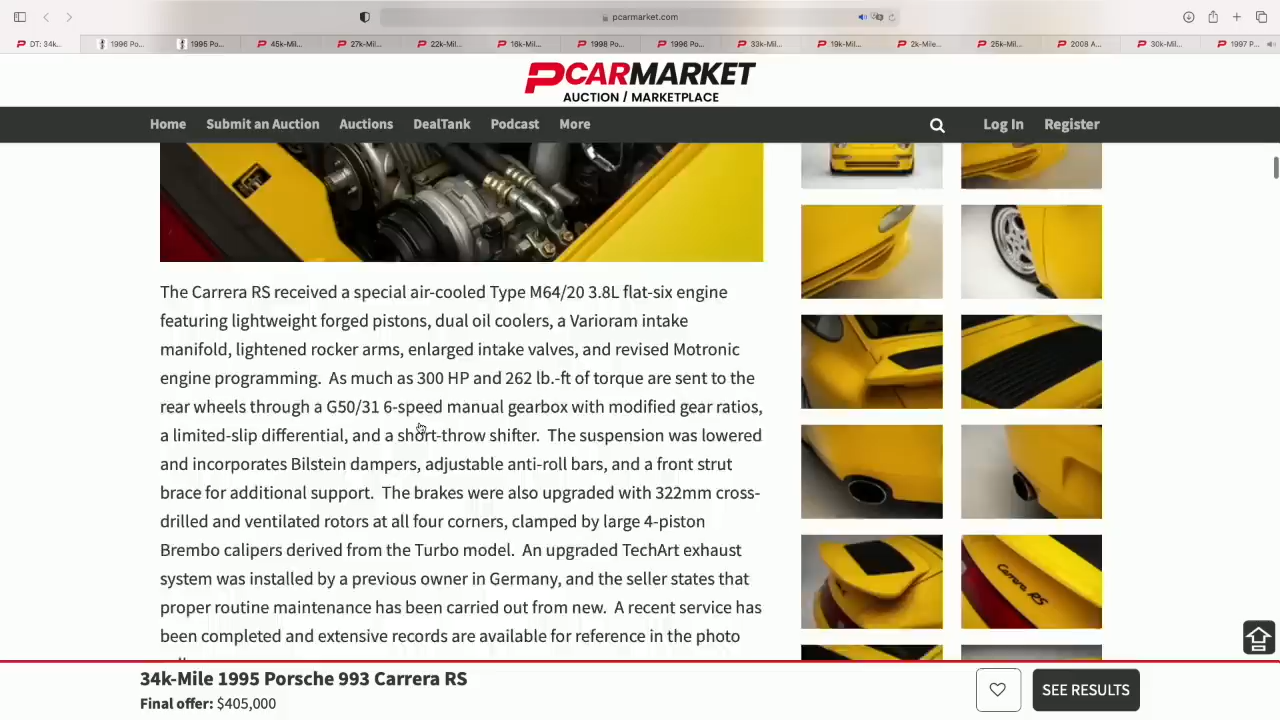 pcarmarket.com
DT: 34k...
1996 Po...
1995 Po...
45k-Mil...
27k-Mil...
22k-Mil...
16k-Mil...
1998 Po...
1996 Po...
33k-Mil...
19k-Mil...
2k-Mile...
25k-Mil...
2008 A...
30k-Mil...
1997 P...
PCARMARKET
AUCTION / MARKETPLACE
Home Submit an Auction Auctions DealTank Podcast More Log In Register
The Carrera RS received a special air-cooled Type M64/20 3.8L flat-six engine
featuring lightweight forged pistons, dual oil coolers, a Varioram intake
manifold, lightened rocker arms, enlarged intake valves, and revised Motronic
engine programming. As much as 300 HP and 262 lb.-ft of torque are sent to the
rear wheels through a G50/31 6-speed manual gearbox with modified gear ratios,
a limited-slip differential, and a short-throw shifter. The suspension was lowered
and incorporates Bilstein dampers, adjustable anti-roll bars, and a front strut
brace for additional support. The brakes were also upgraded with 322mm cross-
drilled and ventilated rotors at all four corners, clamped by large 4-piston
Brembo calipers derived from the Turbo model. An upgraded TechArt exhaust
system was installed by a previous owner in Germany, and the seller states that
proper routine maintenance has been carried out from new. A recent service has
been completed and extensive records are available for reference in the photo
Carrera RS
34k-Mile 1995 Porsche 993 Carrera RS
Final offer: $405,000
SEE RESULTS